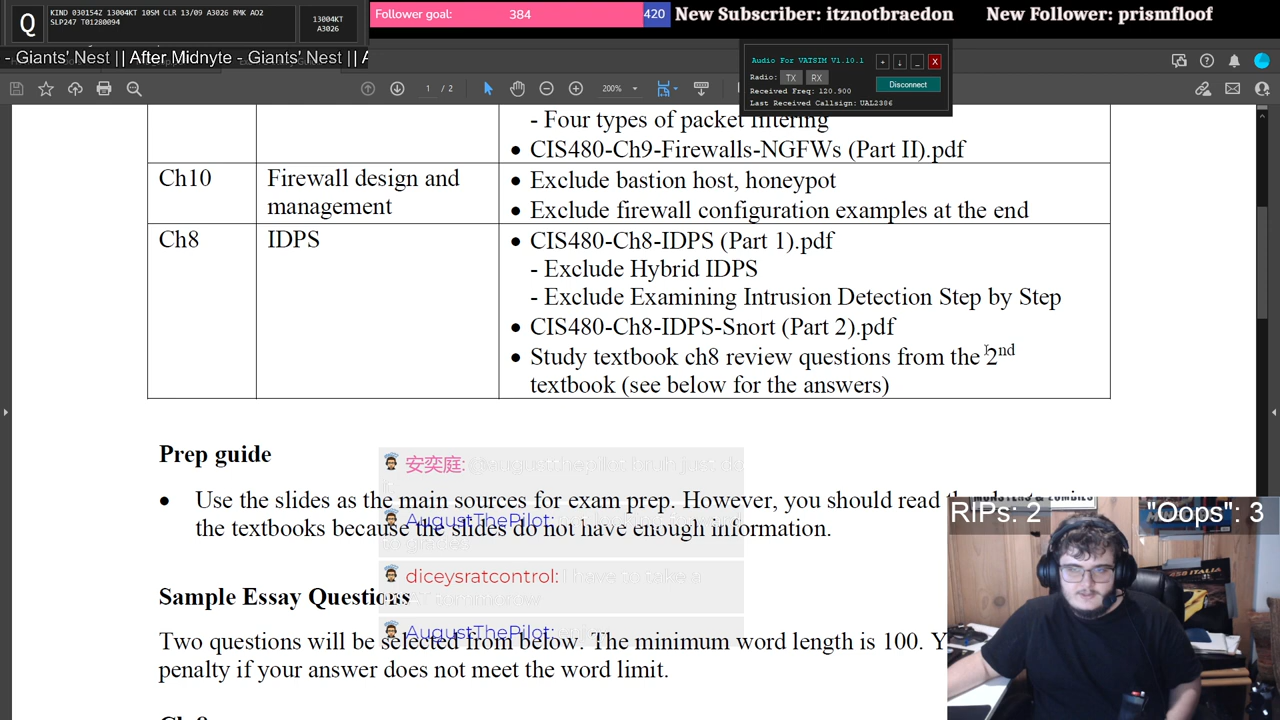 Q
KIND 030154Z 13004KT 10SM CLR 13/09 A3026 RMK AO2
SLP247 T01280094
13004KT
A3026
Follower goal:
384
420
New Subscriber: itznotbraedon
New Follower: prismfloof
- Giants' Nest || After Midnyte - Giants' Nest || A
Audio For VATSIM V1.10.1
+
↓
_
X
Radio:
TX
RX
Disconnect
Received Freq: 120.900
Last Received Callsign: UAL2386
1 / 2
200%
- Four types of packet filtering
• CIS480-Ch9-Firewalls-NGFWs (Part II).pdf
Ch10
Firewall design and
management
• Exclude bastion host, honeypot
• Exclude firewall configuration examples at the end
Ch8
IDPS
• CIS480-Ch8-IDPS (Part 1).pdf
- Exclude Hybrid IDPS
- Exclude Examining Intrusion Detection Step by Step
• CIS480-Ch8-IDPS-Snort (Part 2).pdf
• Study textbook ch8 review questions from the 2nd
textbook (see below for the answers)
Prep guide
• Use the slides as the main sources for exam prep. However, you should read
the textbooks because the slides do not have enough information.
安奕庭:
AugustThePilot:
diceysratcontrol: I have to take a
tomorrow
AugustThePilot:
Sample Essay Questions
Two questions will be selected from below. The minimum word length is 100.
penalty if your answer does not meet the word limit.
RIPs: 2
"Oops": 3